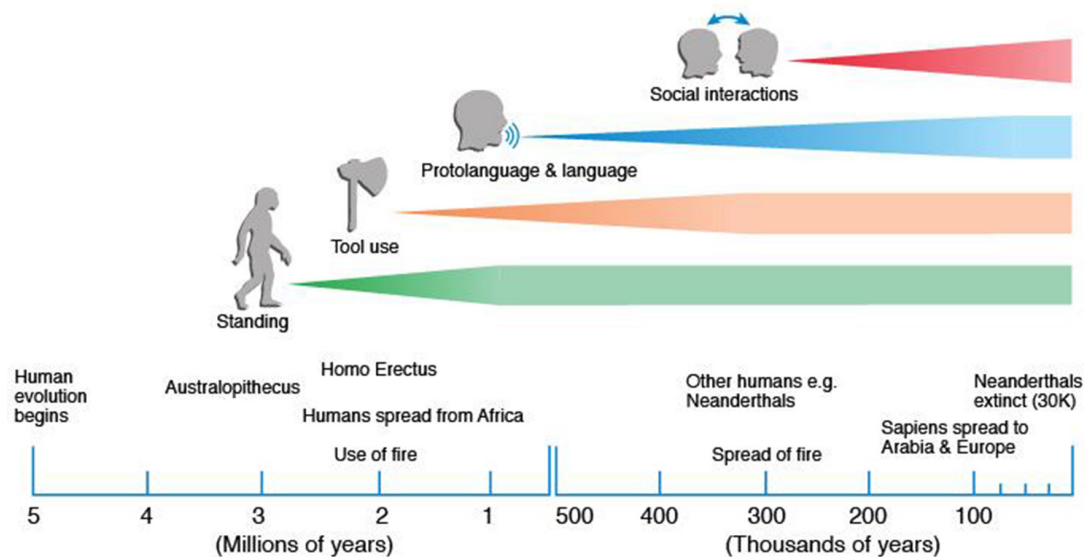 Social interactions
Protolanguage & language
Tool use
Standing
Human
evolution
begins
Australopithecus
Homo Erectus
Humans spread from Africa
Use of fire
Other humans e.g.
Neanderthals
Spread of fire
Neanderthals
extinct (30K)
Sapiens spread to
Arabia & Europe
5 4 3 2 1 500 400 300 200 100
(Millions of years) (Thousands of years)